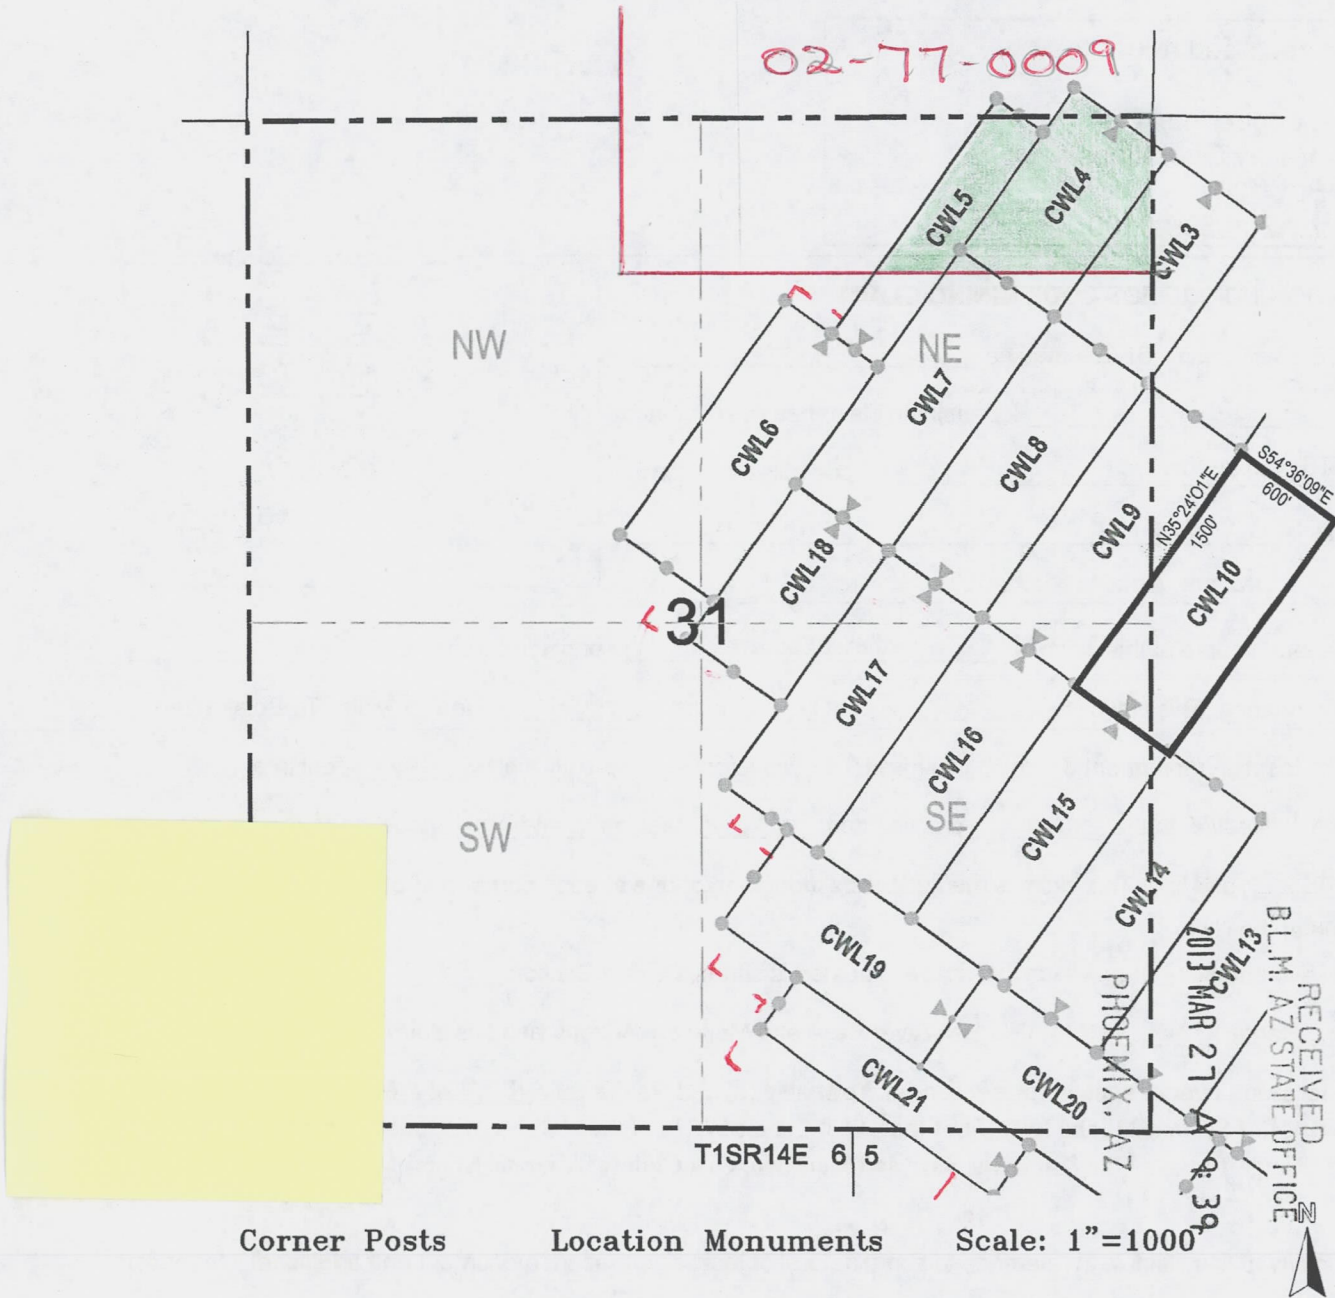 02-77-0009
CWL5
CWL4
CWL3
NW
NE
CWL7
CWL6
CWL8
S54°36'09"E
600'
N35°24'01"E
1500'
CWL9
CWL10
CWL18
31
CWL17
CWL16
SW
SE
CWL15
CWL14
CWL13
CWL19
CWL21
CWL20
RECEIVED
B.L.M. AZ STATE OFFICE
2013 MAR 27 A 9:39
PHOENIX, AZ
T1SR14E 6 5
N
Corner Posts Location Monuments Scale: 1”=1000’